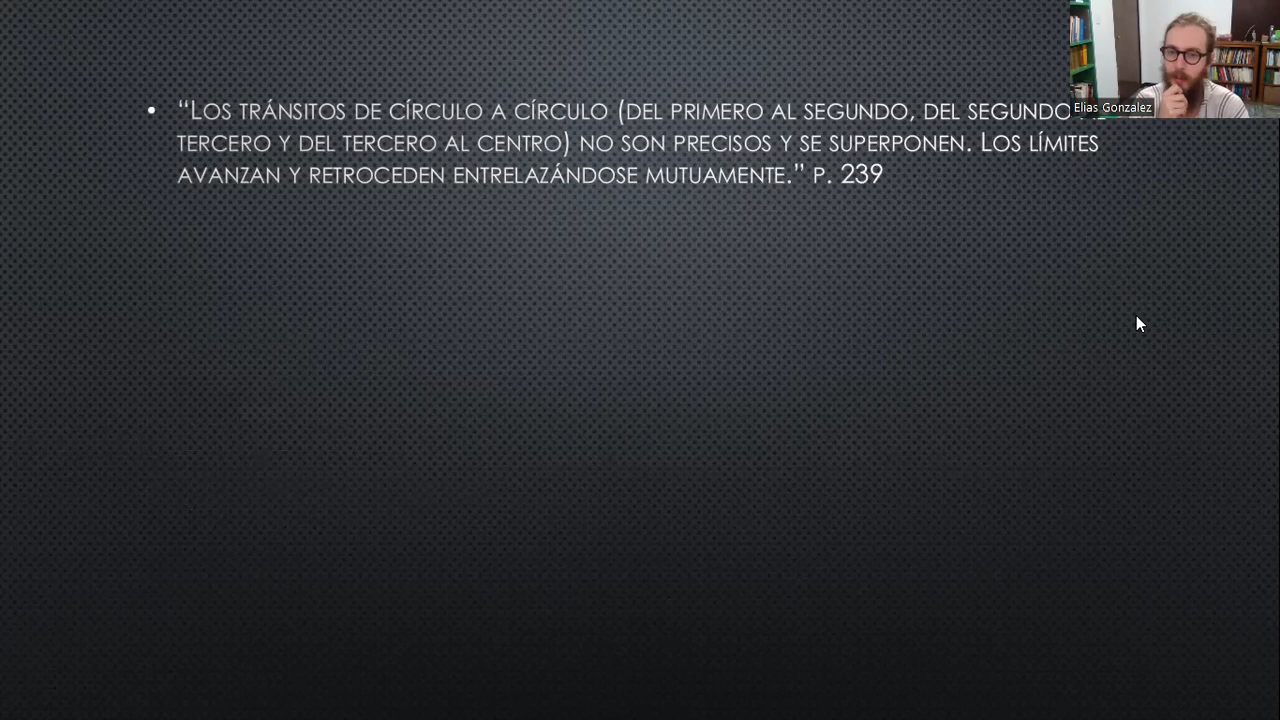 • “Los tránsitos de círculo a círculo (del primero al segundo, del segundo
tercero y del tercero al centro) no son precisos y se superponen. Los límites
avanzan y retroceden entrelazándose mutuamente.” p. 239
Elias Gonzalez